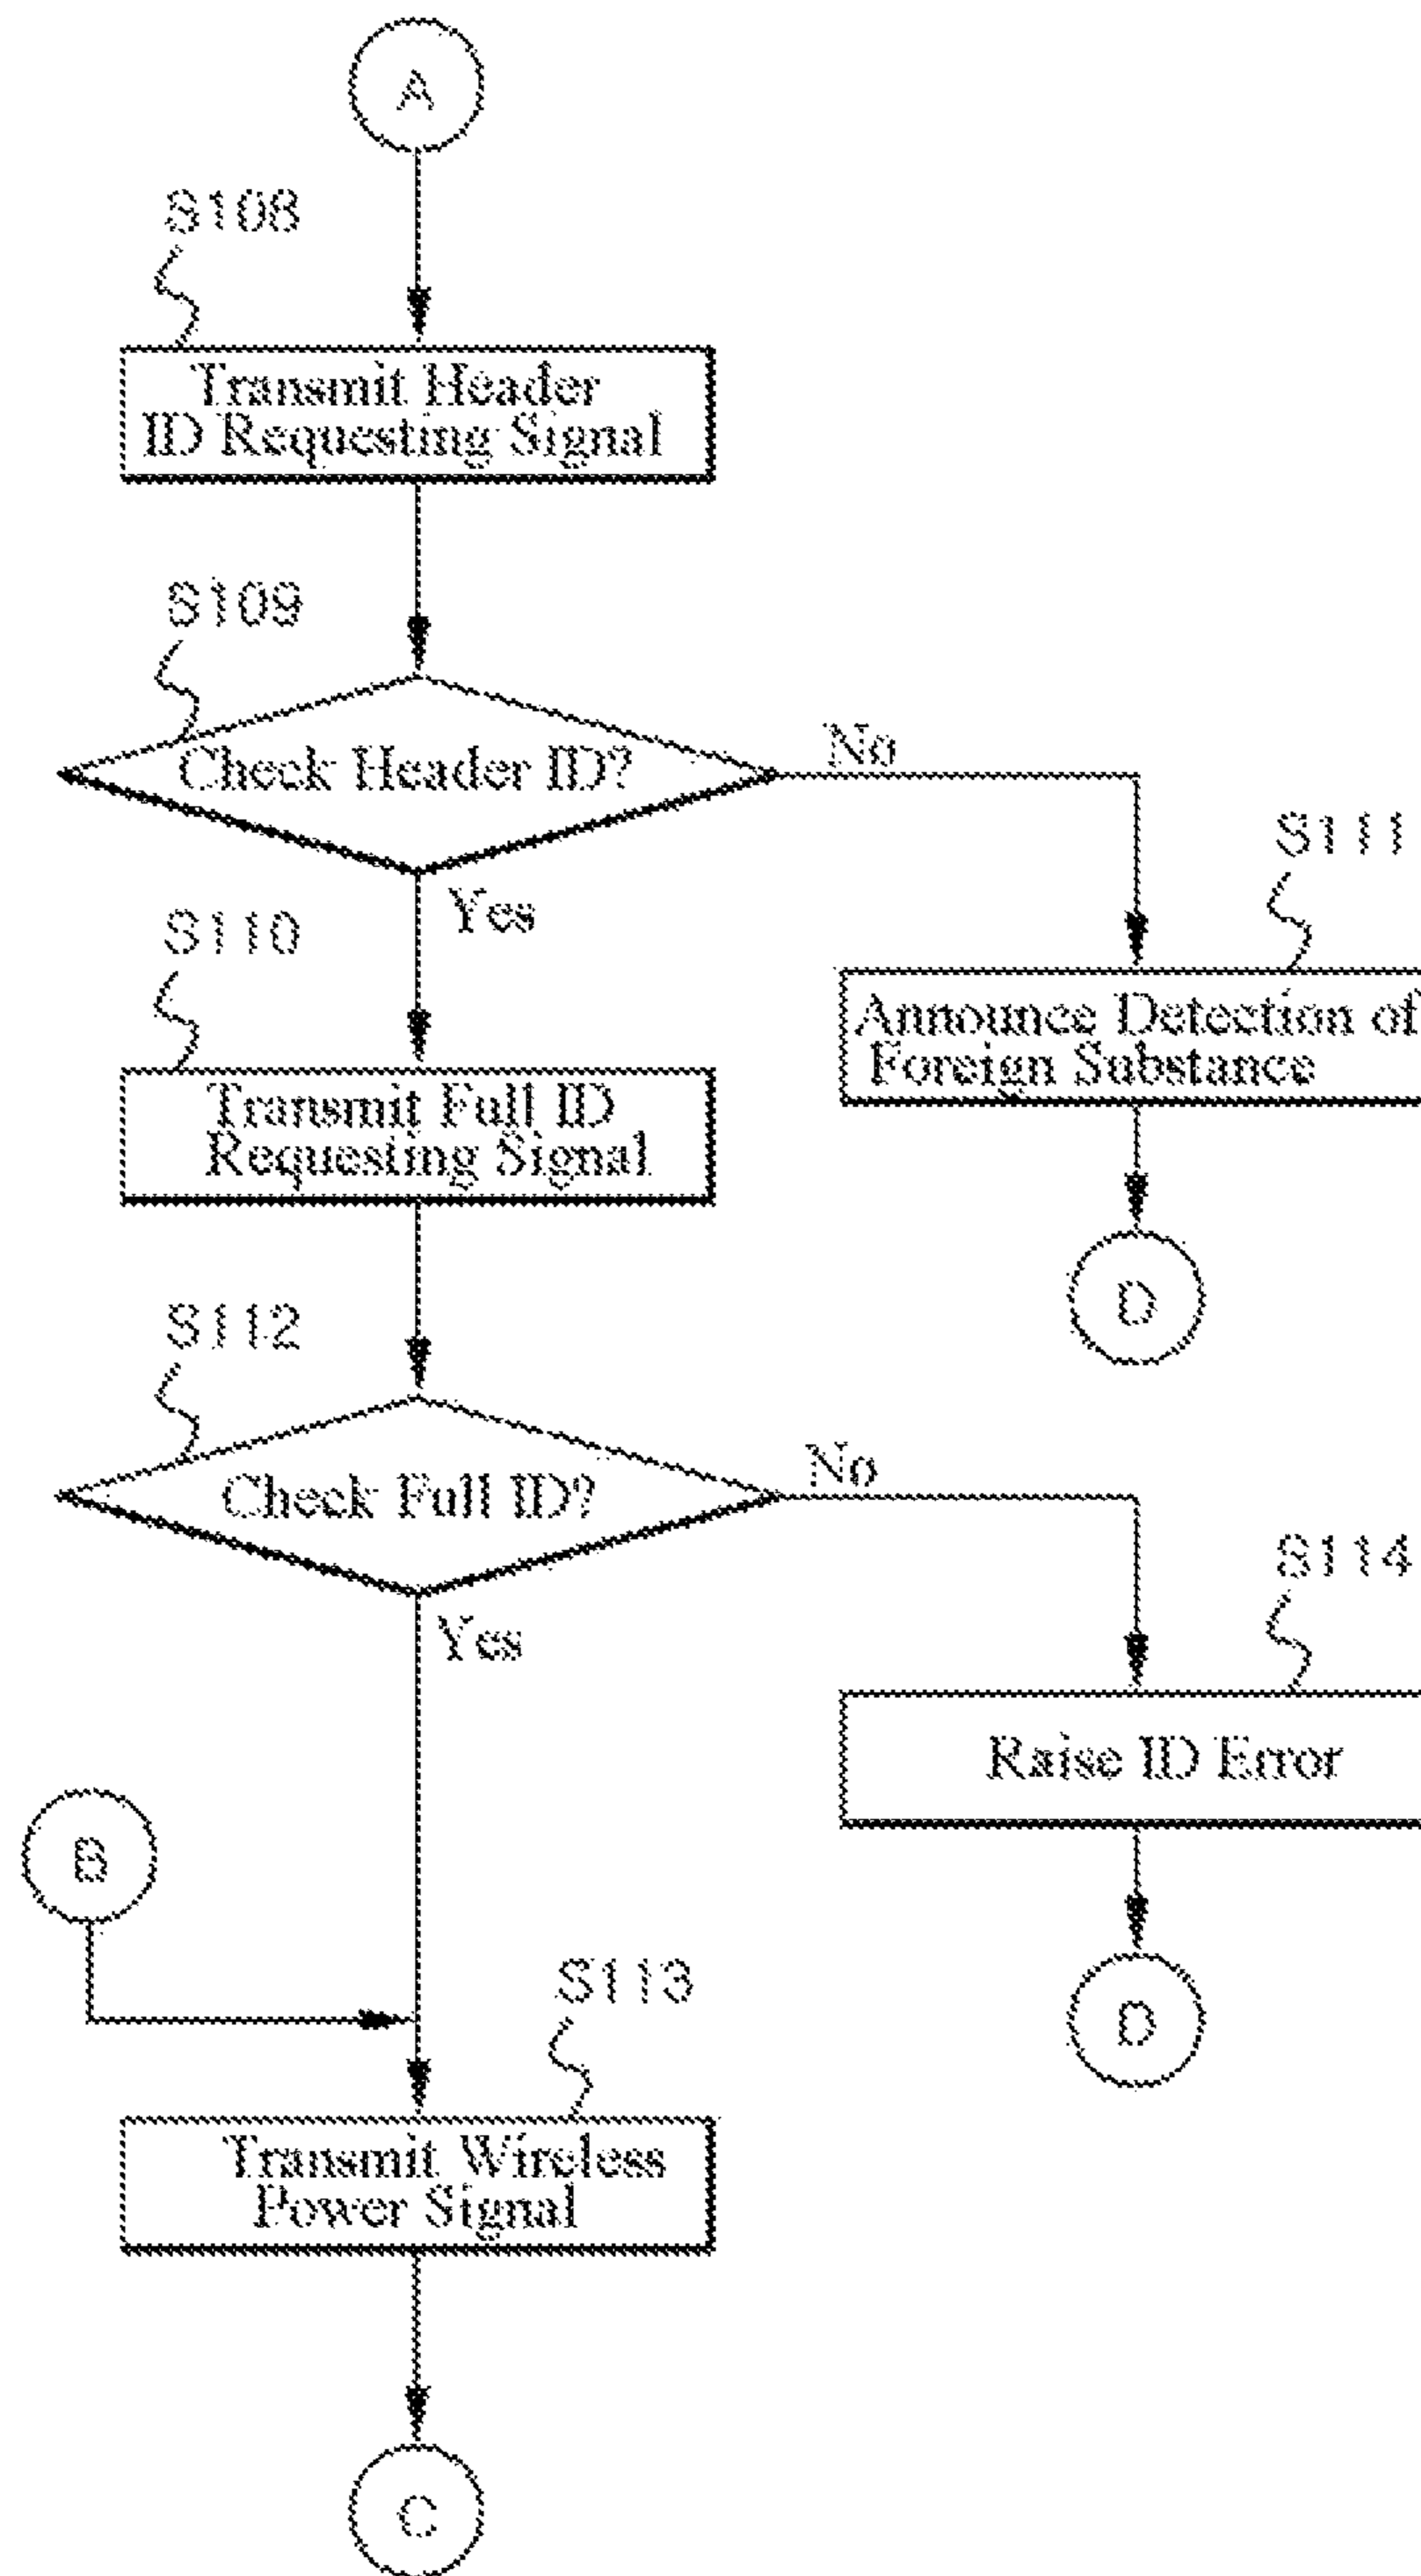 A
S108
Transmit Header
ID Requesting Signal
S109
Check Header ID?
No
Yes
S111
S110
Announce Detection of
Foreign Substance
Transmit Full ID
Requesting Signal
D
S112
Check Full ID?
No
Yes
S114
Raise ID Error
B
S113
D
Transmit Wireless
Power Signal
C